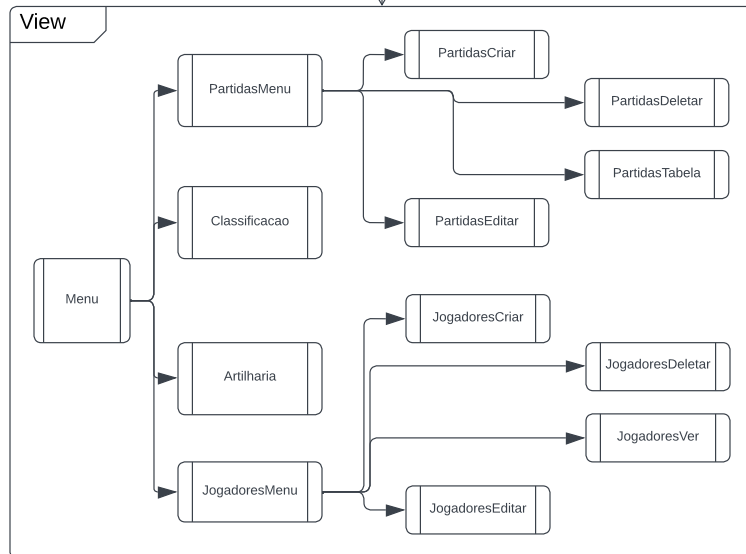 View
PartidasMenu
PartidasCriar
PartidasDeletar
PartidasTabela
PartidasEditar
Classificacao
Menu
Artilharia
JogadoresMenu
JogadoresCriar
JogadoresDeletar
JogadoresVer
JogadoresEditar